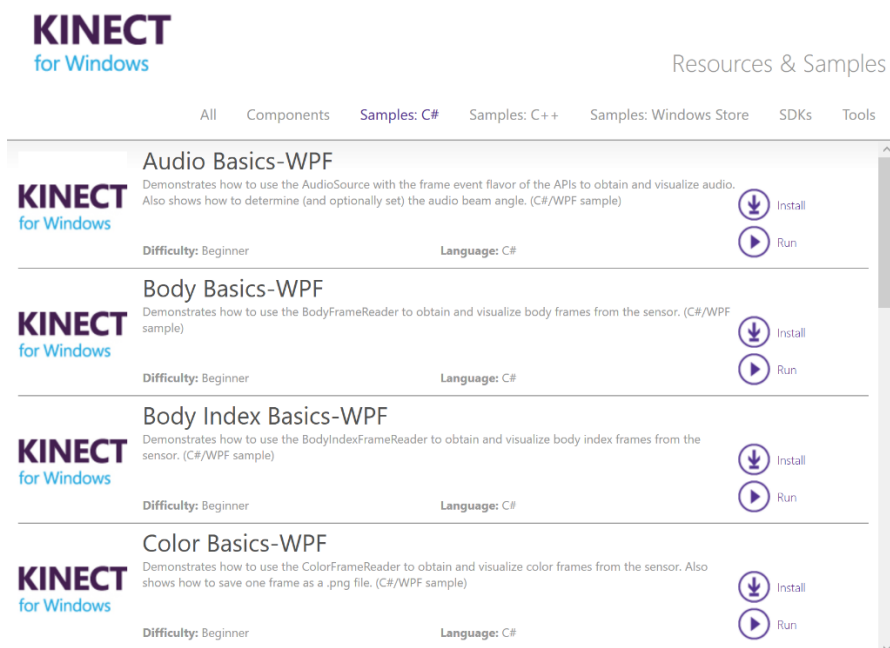 KINECT
for Windows
Resources & Samples
All Components Samples: C# Samples: C++ Samples: Windows Store SDKs Tools
Audio Basics-WPF
KINECT
for Windows
Demonstrates how to use the AudioSource with the frame event flavor of the APIs to obtain and visualize audio.
Also shows how to determine (and optionally set) the audio beam angle. (C#/WPF sample)
Install
Run
Difficulty: Beginner Language: C#
Body Basics-WPF
KINECT
for Windows
Demonstrates how to use the BodyFrameReader to obtain and visualize body frames from the sensor. (C#/WPF
sample)
Install
Run
Difficulty: Beginner Language: C#
Body Index Basics-WPF
KINECT
for Windows
Demonstrates how to use the BodyIndexFrameReader to obtain and visualize body index frames from the
sensor. (C#/WPF sample)
Install
Run
Difficulty: Beginner Language: C#
Color Basics-WPF
KINECT
for Windows
Demonstrates how to use the ColorFrameReader to obtain and visualize color frames from the sensor. Also
shows how to save one frame as a .png file. (C#/WPF sample)
Install
Run
Difficulty: Beginner Language: C#